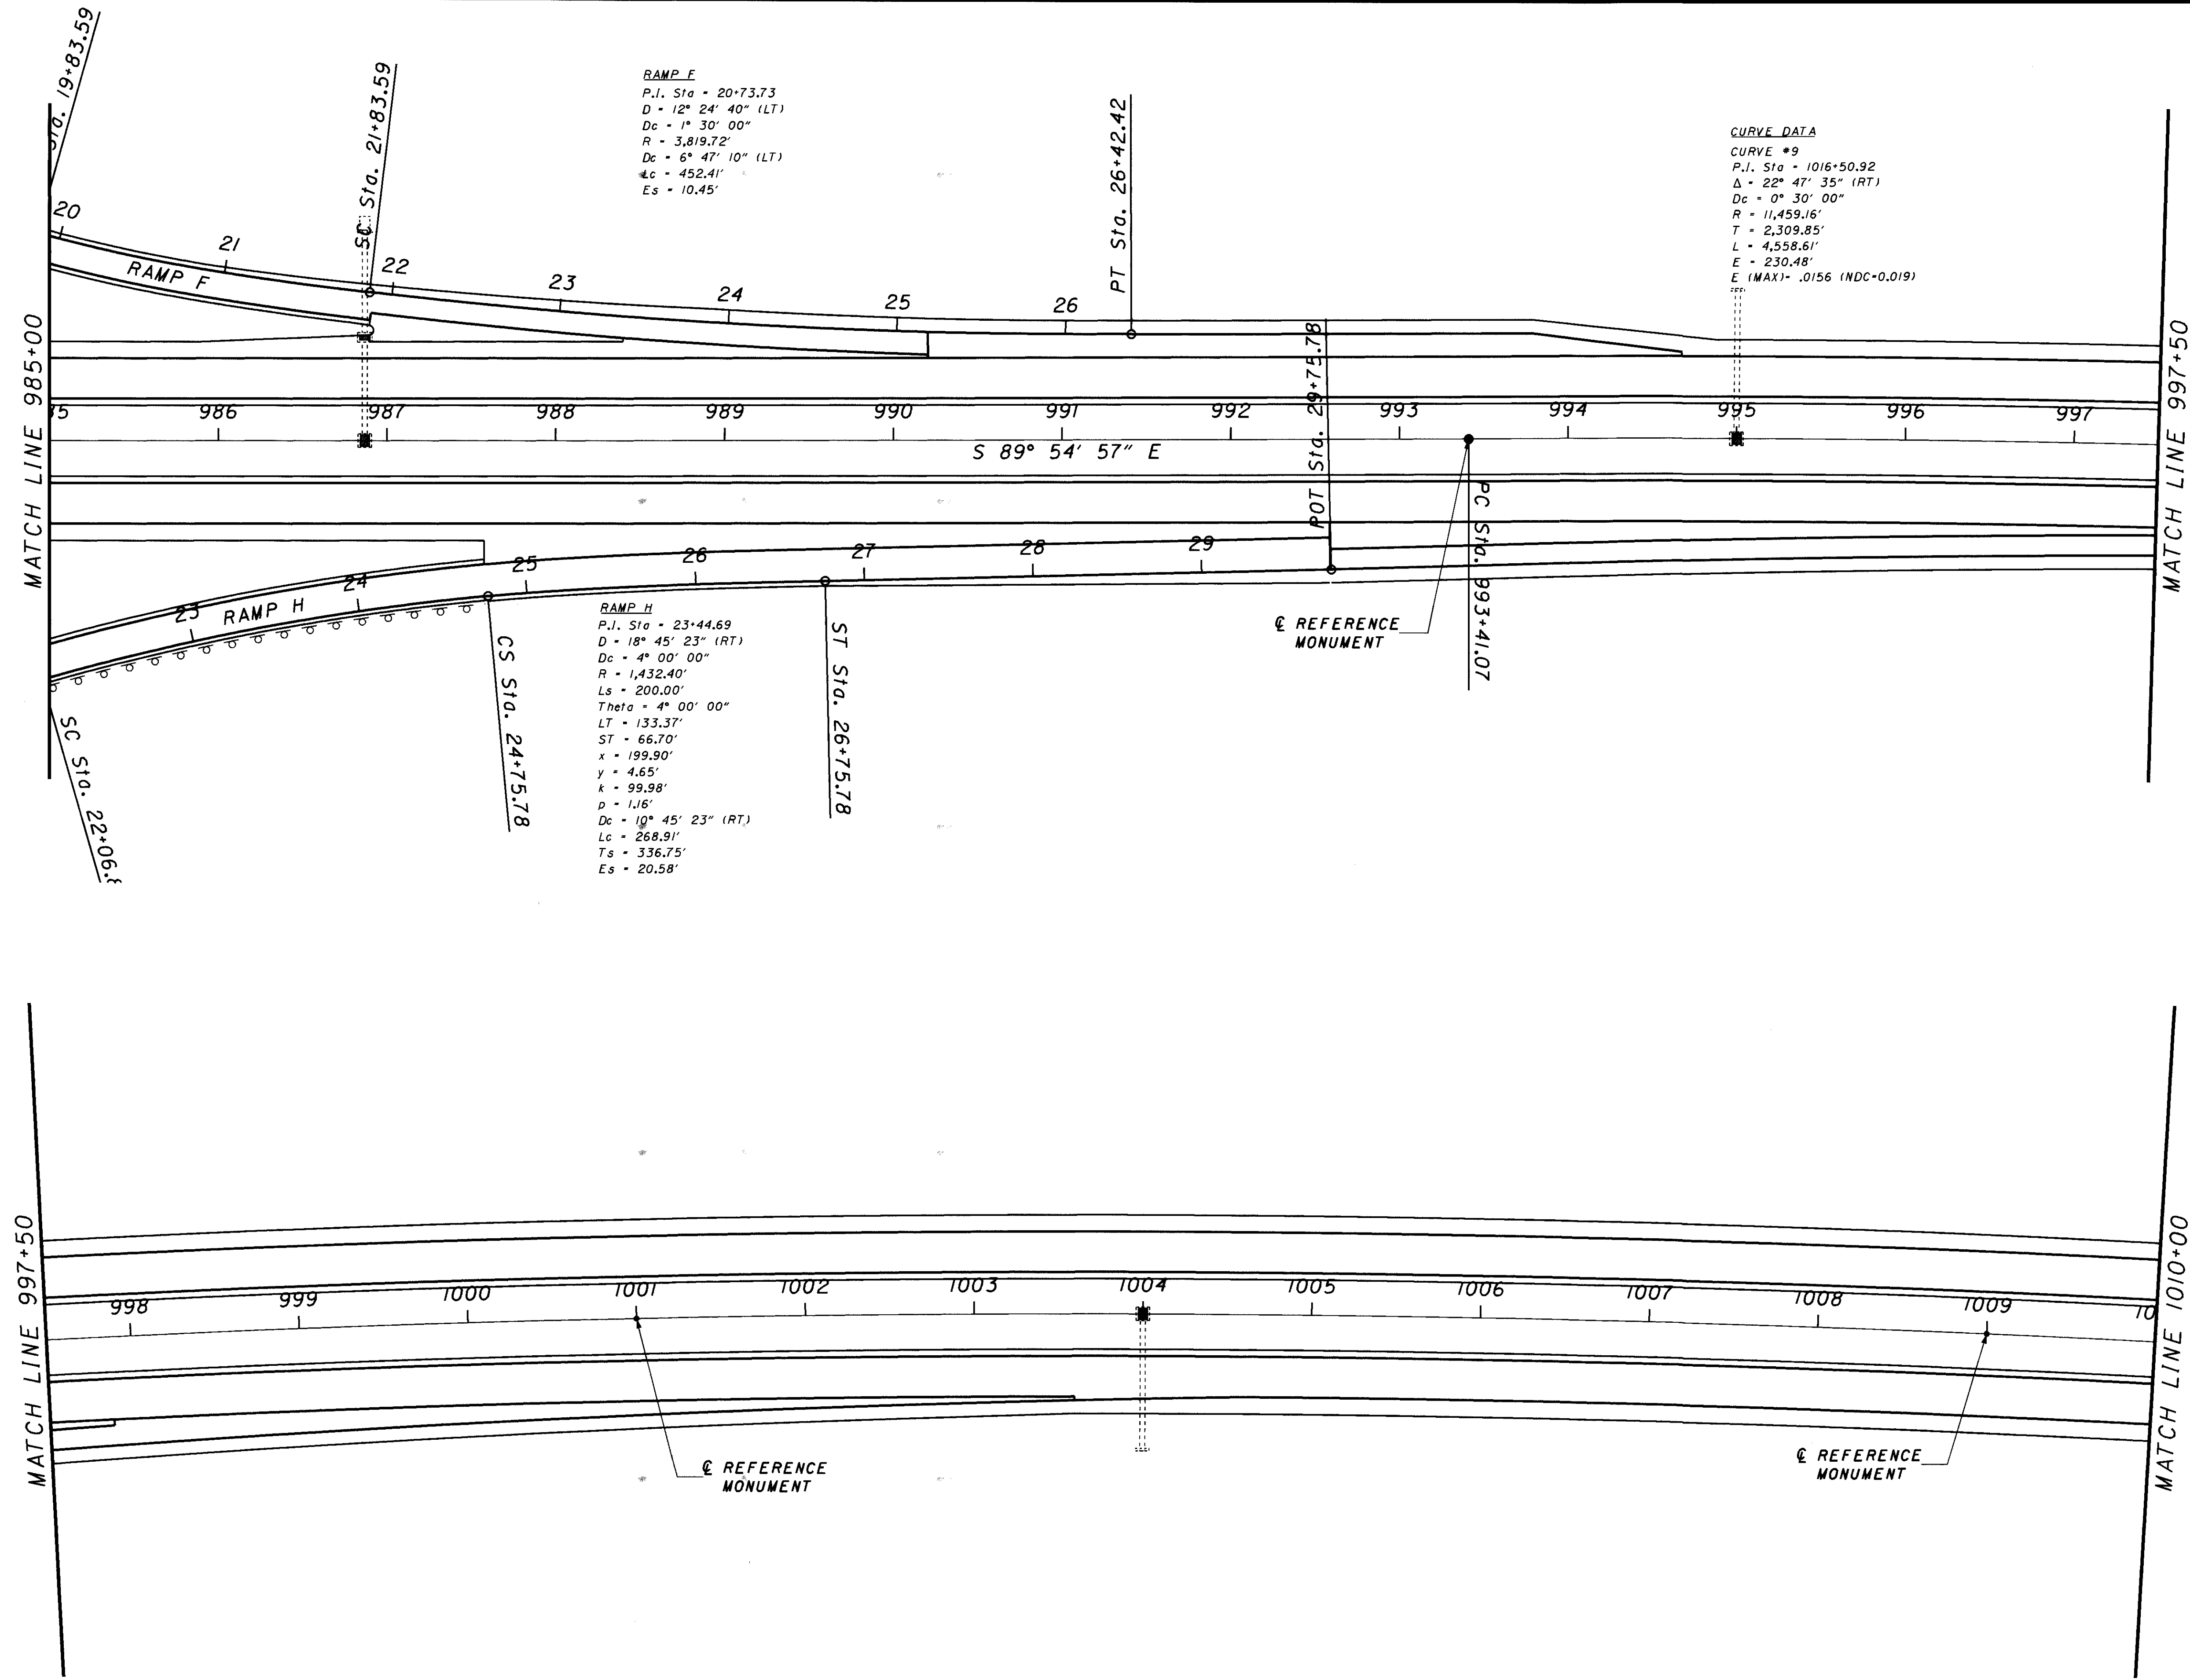 Sta. 19+83.59
SC Sta. 21+83.59
RAMP F
P.I. Sta = 20+73.73
D = 12° 24' 40" (LT)
Dc = 1° 30' 00"
R = 3,819.72'
Dc = 6° 47' 10" (LT)
Lc = 452.41'
Es = 10.45'
PT Sta. 26+42.42
CURVE DATA
CURVE #9
P.I. Sta = 1016+50.92
Δ = 22° 47' 35" (RT)
Dc = 0° 30' 00"
R = 11,459.16'
T = 2,309.85'
L = 4,558.61'
E = 230.48'
E (MAX)= .0156 (NDC=0.019)
20 21 22 23 24 25 26
RAMP F
MATCH LINE 985+00
POT Sta. 29+75.78
MATCH LINE 997+50
85 986 987 988 989 990 991 992 993 994 995 996 997
S 89° 54' 57" E
PC Sta. 993+41.07
23 24 25 26 27 28 29
RAMP H
SC Sta. 22+06.8
CS Sta. 24+75.78
RAMP H
P.I. Sta = 23+44.69
D = 18° 45' 23" (RT)
Dc = 4° 00' 00"
R = 1,432.40'
Ls = 200.00'
Theta = 4° 00' 00"
LT = 133.37'
ST = 66.70'
x = 199.90'
y = 4.65'
k = 99.98'
p = 1.16'
Dc = 10° 45' 23" (RT)
Lc = 268.91'
Ts = 336.75'
Es = 20.58'
ST Sta. 26+75.78
℄ REFERENCE
MONUMENT
MATCH LINE 997+50
998 999 1000 1001 1002 1003 1004 1005 1006 1007 1008 1009 10
MATCH LINE 1010+00
℄ REFERENCE
MONUMENT
℄ REFERENCE
MONUMENT